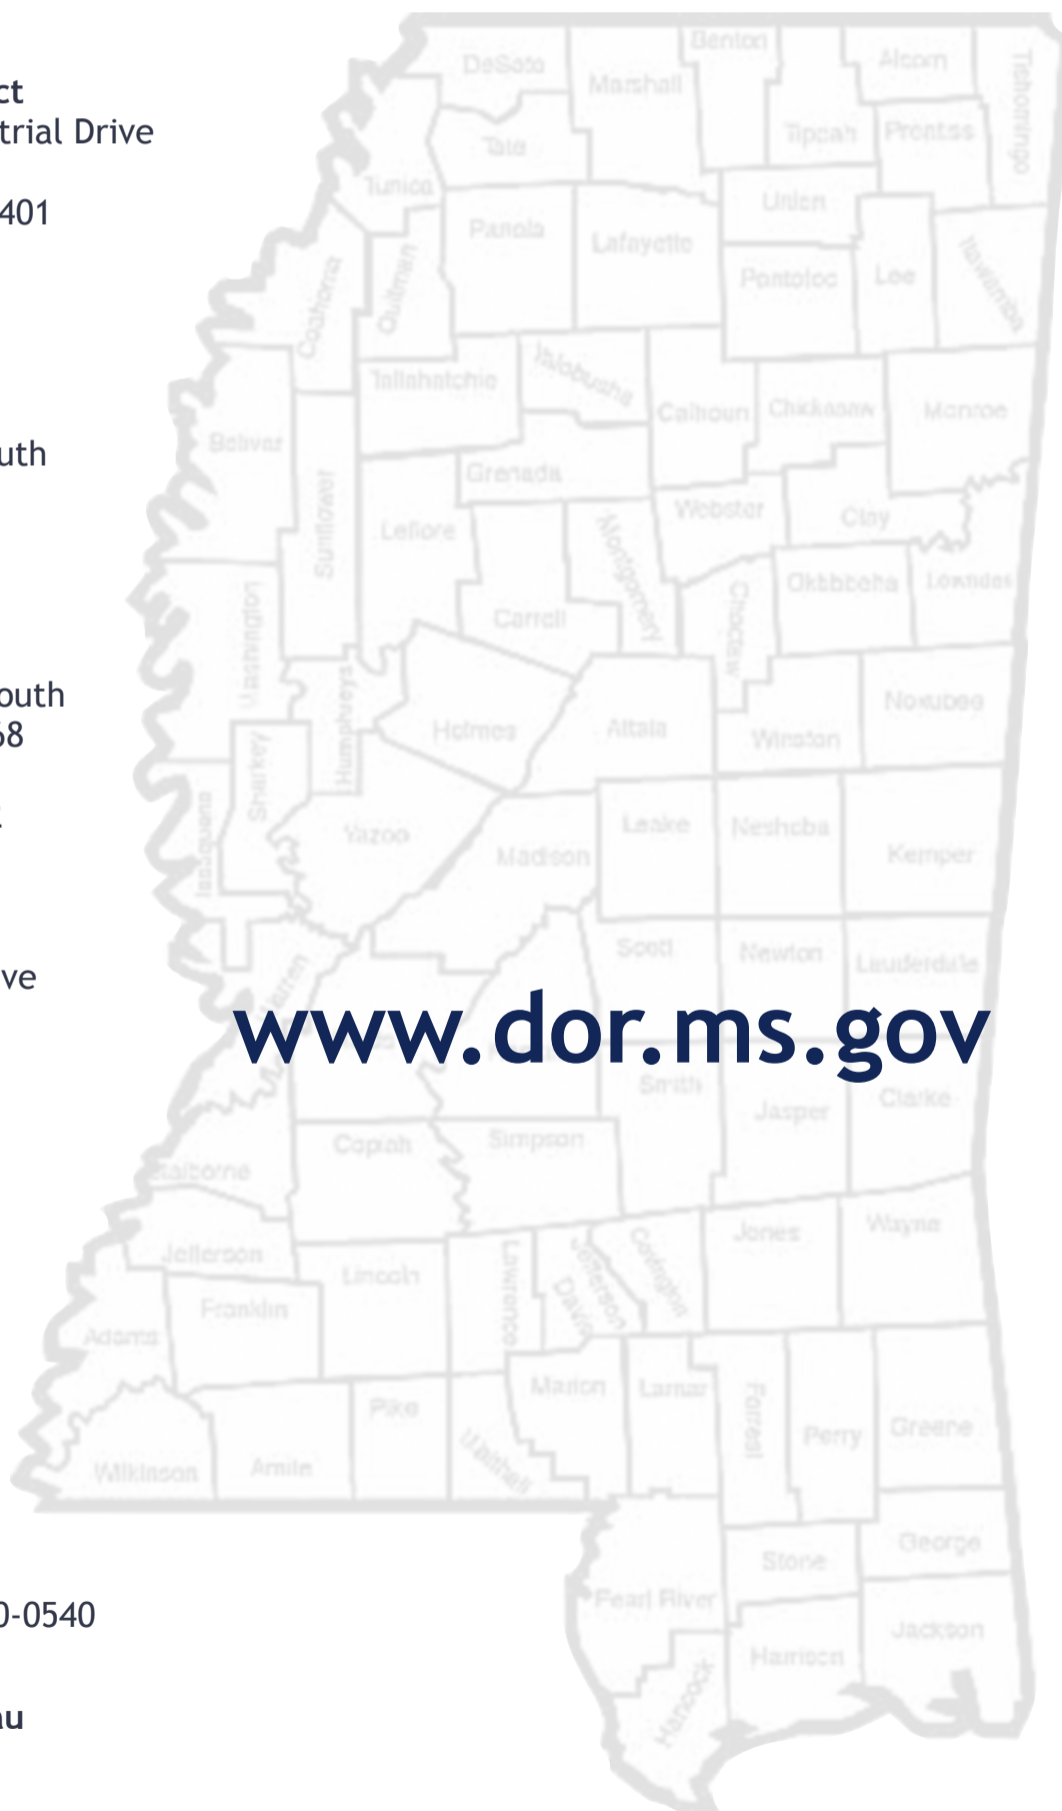 ct
trial Drive
401
uth
outh
68
ve
0-0540
au
DeSoto
Marshall
Benton
Alcorn
Tishomingo
Tippah
Prentiss
Tate
Tunica
Union
Panola
Lafayette
Pontotoc
Lee
Itawamba
Coahoma
Quitman
Tallahatchie
Yalobusha
Calhoun
Chickasaw
Monroe
Bolivar
Grenada
Sunflower
Leflore
Webster
Clay
Montgomery
Carroll
Choctaw
Oktibbeha
Lowndes
Washington
Humphreys
Holmes
Attala
Winston
Noxubee
Sharkey
Issaquena
Yazoo
Madison
Leake
Neshoba
Kemper
Scott
Newton
Lauderdale
Warren
www.dor.ms.gov
Smith
Jasper
Clarke
Claiborne
Copiah
Simpson
Jefferson
Lincoln
Lawrence
Jefferson
Davis
Covington
Jones
Wayne
Adams
Franklin
Wilkinson
Amite
Pike
Walthall
Marion
Lamar
Forrest
Perry
Greene
Stone
George
Pearl River
Harrison
Jackson
Hancock